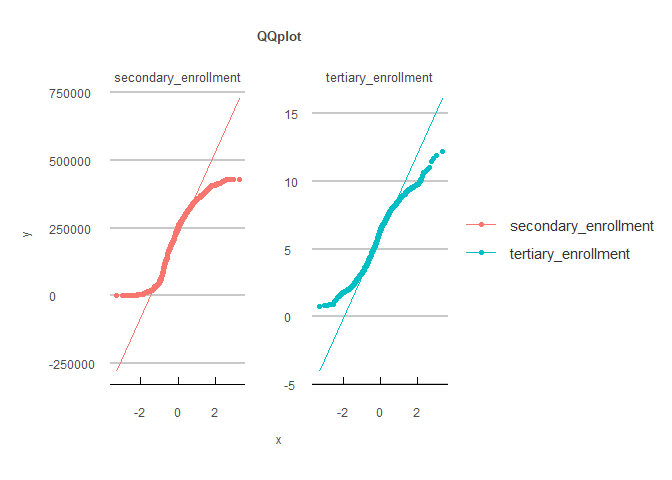 QQplot
secondary_enrollment
tertiary_enrollment
750000
500000
250000
0
-250000
15
10
5
0
-5
-2 0 2
-2 0 2
y
x
secondary_enrollment
tertiary_enrollment